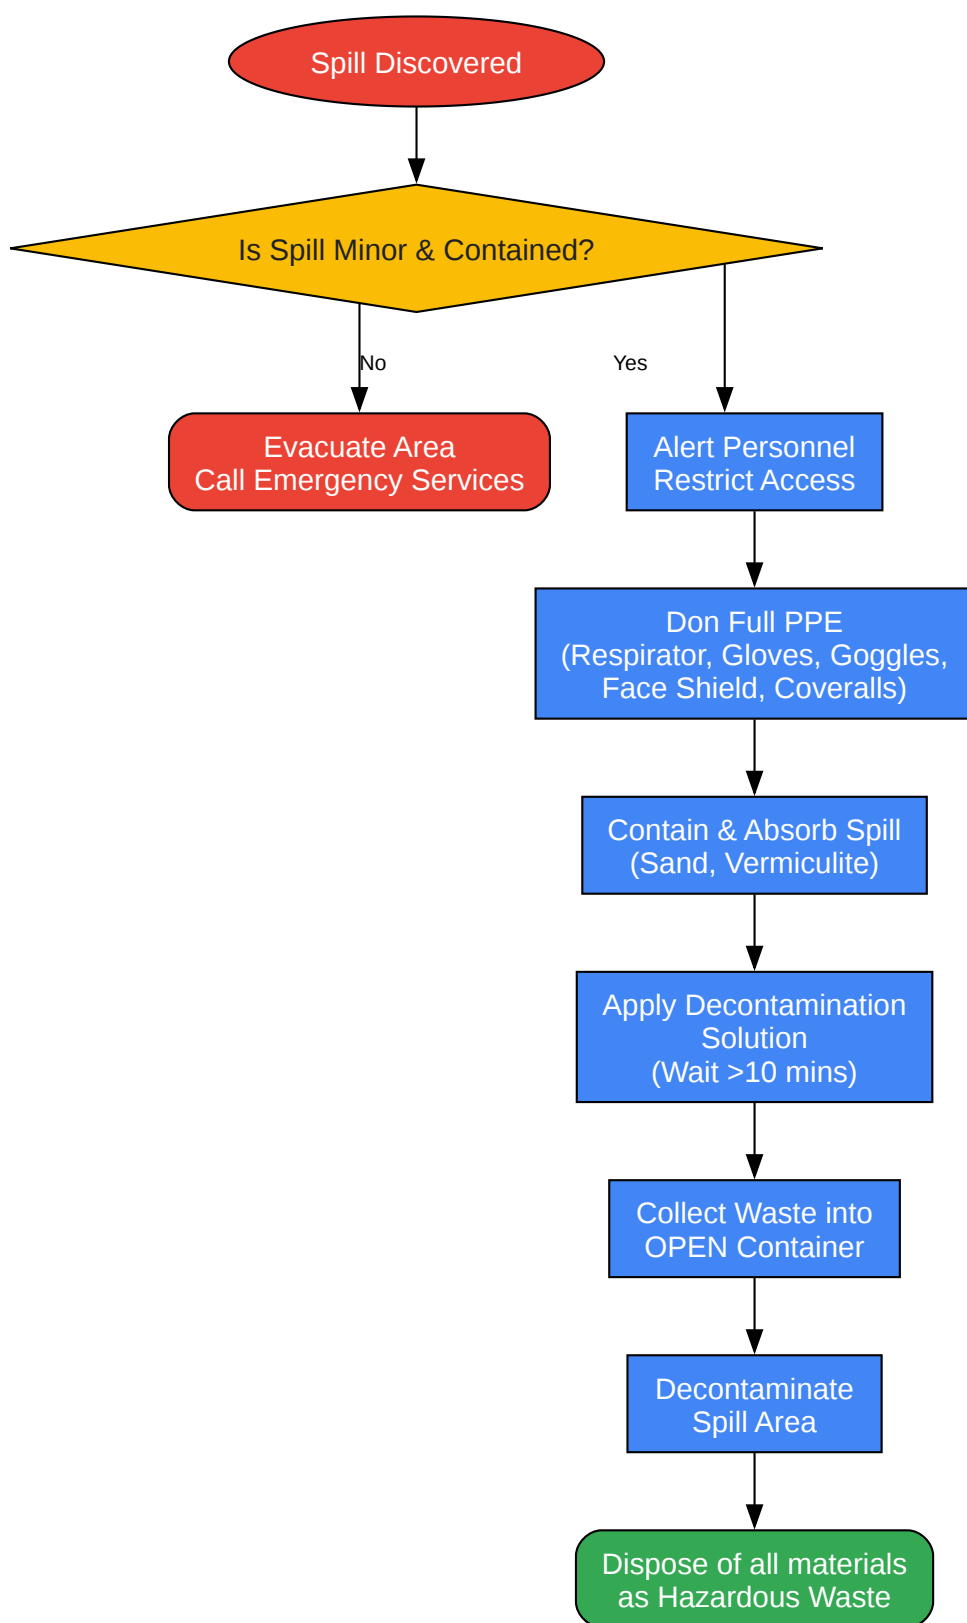 Spill Discovered
Is Spill Minor & Contained?
No
Yes
Evacuate Area
Call Emergency Services
Alert Personnel
Restrict Access
Don Full PPE
(Respirator, Gloves, Goggles,
Face Shield, Coveralls)
Contain & Absorb Spill
(Sand, Vermiculite)
Apply Decontamination
Solution
(Wait >10 mins)
Collect Waste into
OPEN Container
Decontaminate
Spill Area
Dispose of all materials
as Hazardous Waste